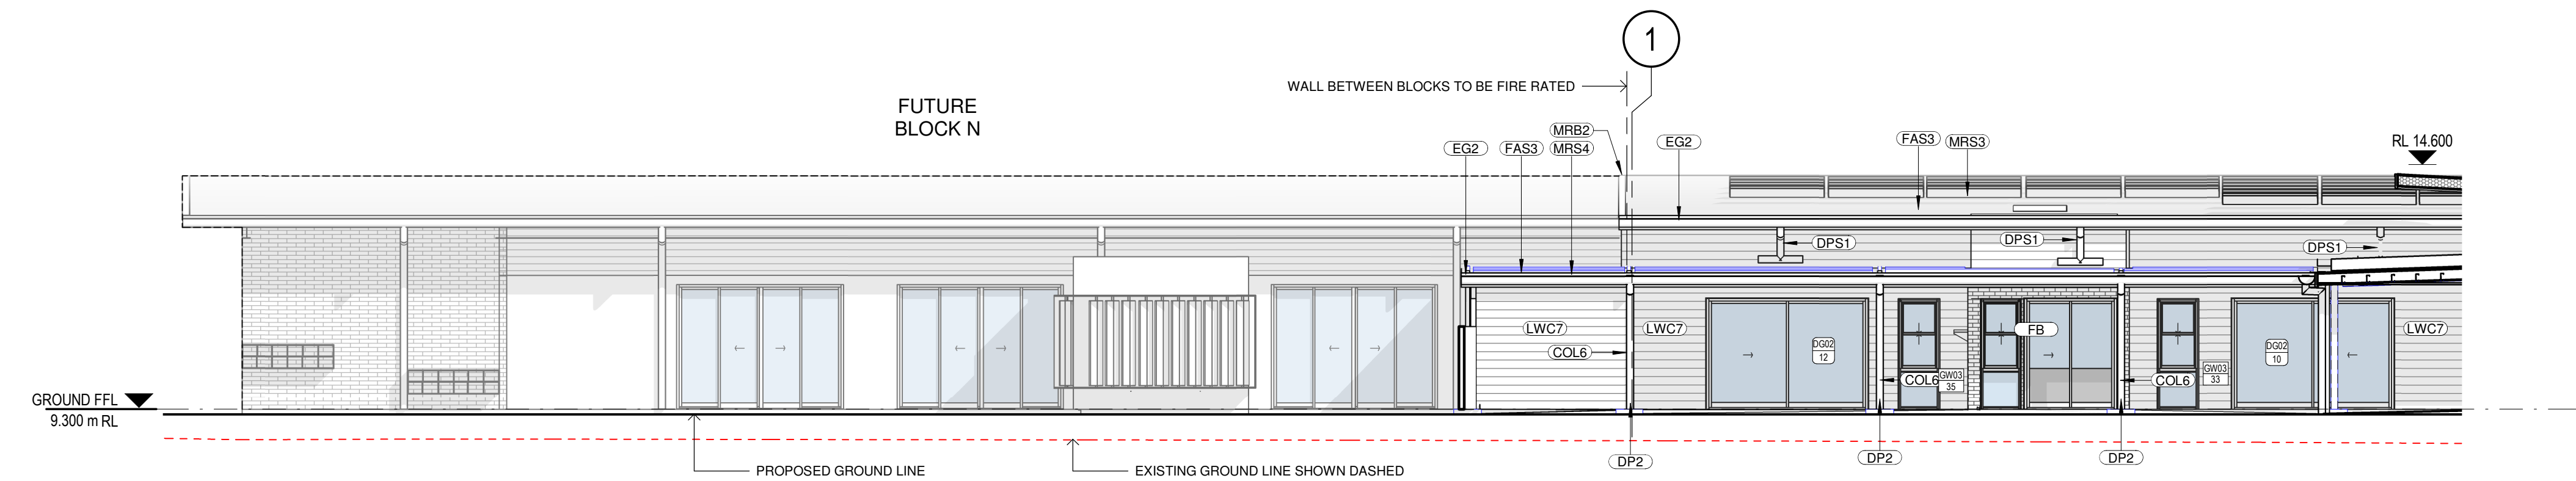 1
WALL BETWEEN BLOCKS TO BE FIRE RATED
FUTURE
BLOCK N
MRB2
EG2
FAS3
MRS4
EG2
FAS3
MRS3
RL 14.600
DPS1
DPS1
DPS1
LWC7
LWC7
FB
LWC7
COL6
DG02
12
DG02
10
COL6
GW03
35
COL6
GW03
33
GROUND FFL
9.300 m RL
PROPOSED GROUND LINE
EXISTING GROUND LINE SHOWN DASHED
DP2
DP2
DP2